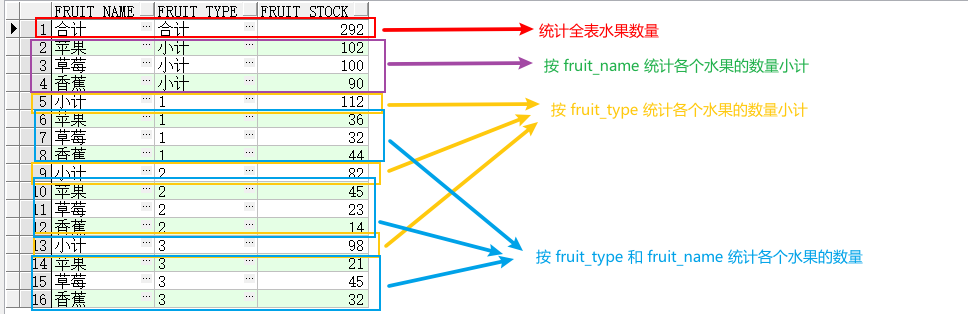 FRUIT_NAME FRUIT_TYPE FRUIT_STOCK
1 合计 合计 292
统计全表水果数量
2 苹果 小计 102
3 草莓 小计 100
按 fruit_name 统计各个水果的数量小计
4 香蕉 小计 90
5 小计 1 112
按 fruit_type 统计各个水果的数量小计
6 苹果 1 36
7 草莓 1 32
8 香蕉 1 44
9 小计 2 82
10 苹果 2 45
11 草莓 2 23
12 香蕉 2 14
13 小计 3 98
按 fruit_type 和 fruit_name 统计各个水果的数量
14 苹果 3 21
15 草莓 3 45
16 香蕉 3 32